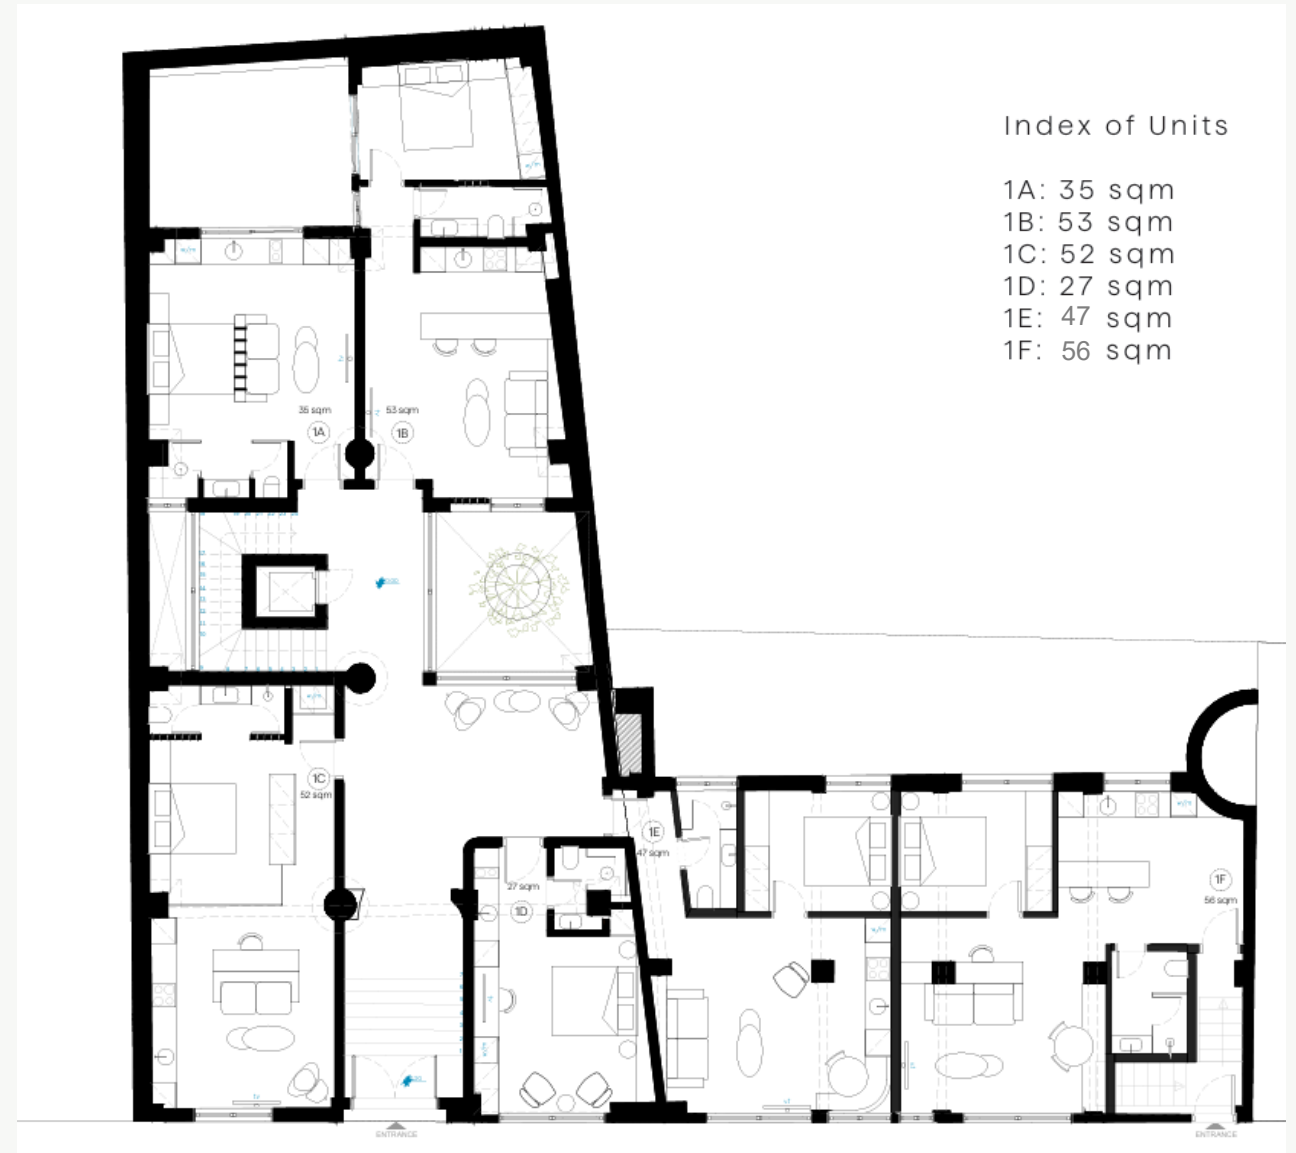 Index of Units
1A: 35 sqm
1B: 53 sqm
1C: 52 sqm
1D: 27 sqm
1E: 47 sqm
1F: 56 sqm
35 sqm
1A
53 sqm
1B
1C
52 sqm
1E
47 sqm
27 sqm
1D
1F
56 sqm
ENTRANCE
ENTRANCE